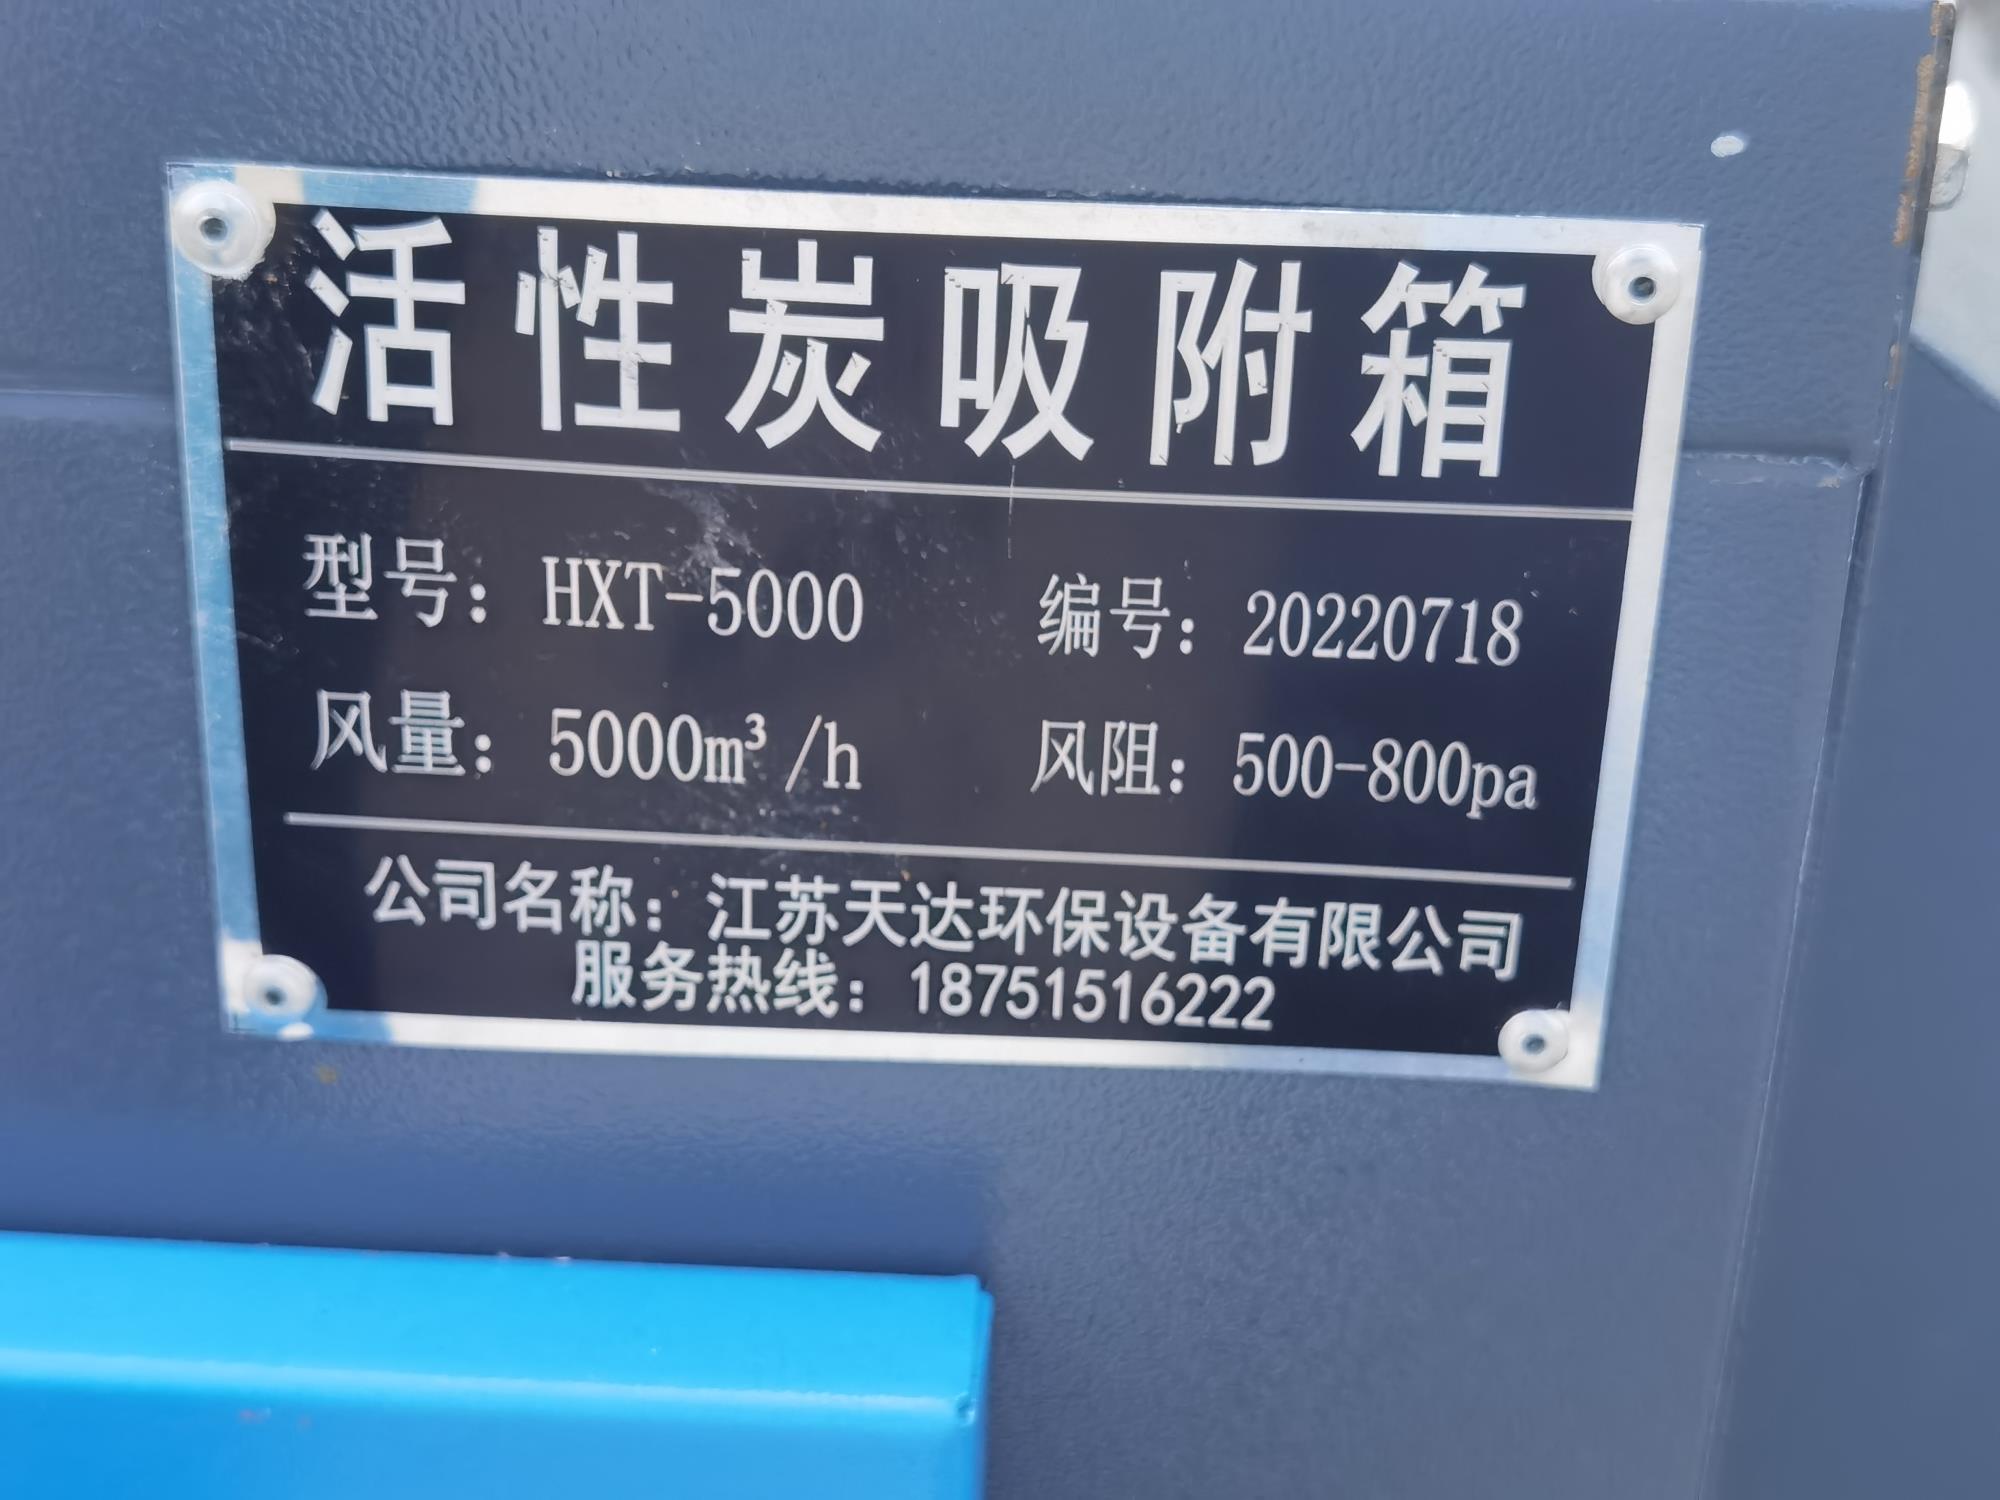 活性炭吸附箱
型号：HXT-5000 编号：20220718
风量：5000m³/h 风阻：500-800pa
公司名称：江苏天达环保设备有限公司
服务热线：18751516222